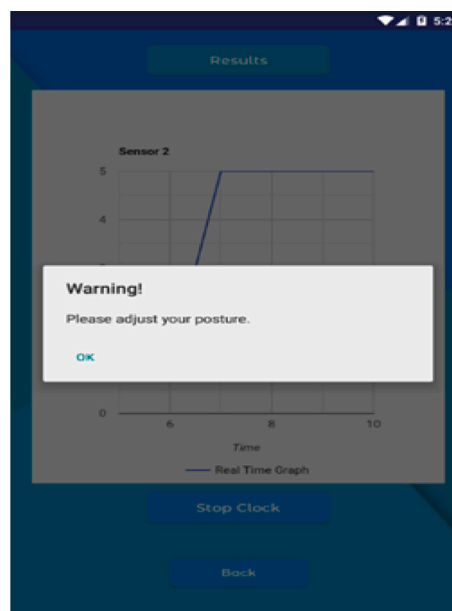 5:2
Results
Sensor 2
5
4
Warning!
Please adjust your posture.
OK
0
6
8
10
Time
Real Time Graph
Stop Clock
Back